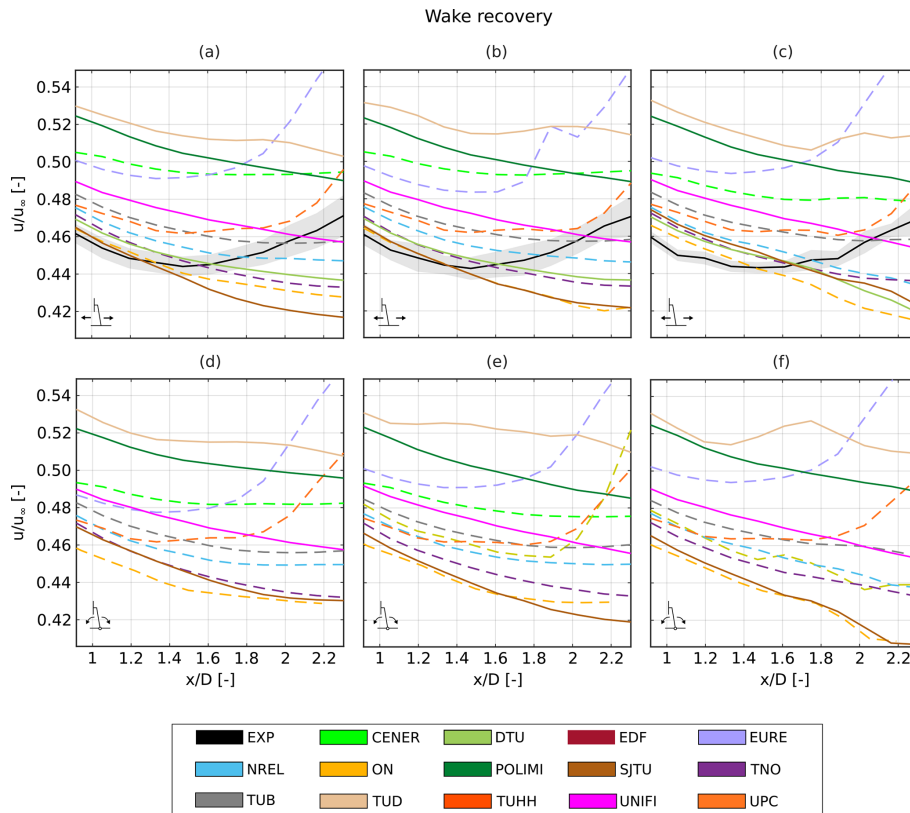 Wake recovery
(a) (b) (c)
0.54
0.52
0.50
0.48
0.46
0.44
0.42
u/u∞ [-]
(d) (e) (f)
0.54
0.52
0.50
0.48
0.46
0.44
0.42
u/u∞ [-]
1 1.2 1.4 1.6 1.8 2 2.2 1 1.2 1.4 1.6 1.8 2 2.2 1 1.2 1.4 1.6 1.8 2 2.2
x/D [-] x/D [-] x/D [-]
EXP CENER DTU EDF EURE
NREL ON POLIMI SJTU TNO
TUB TUD TUHH UNIFI UPC